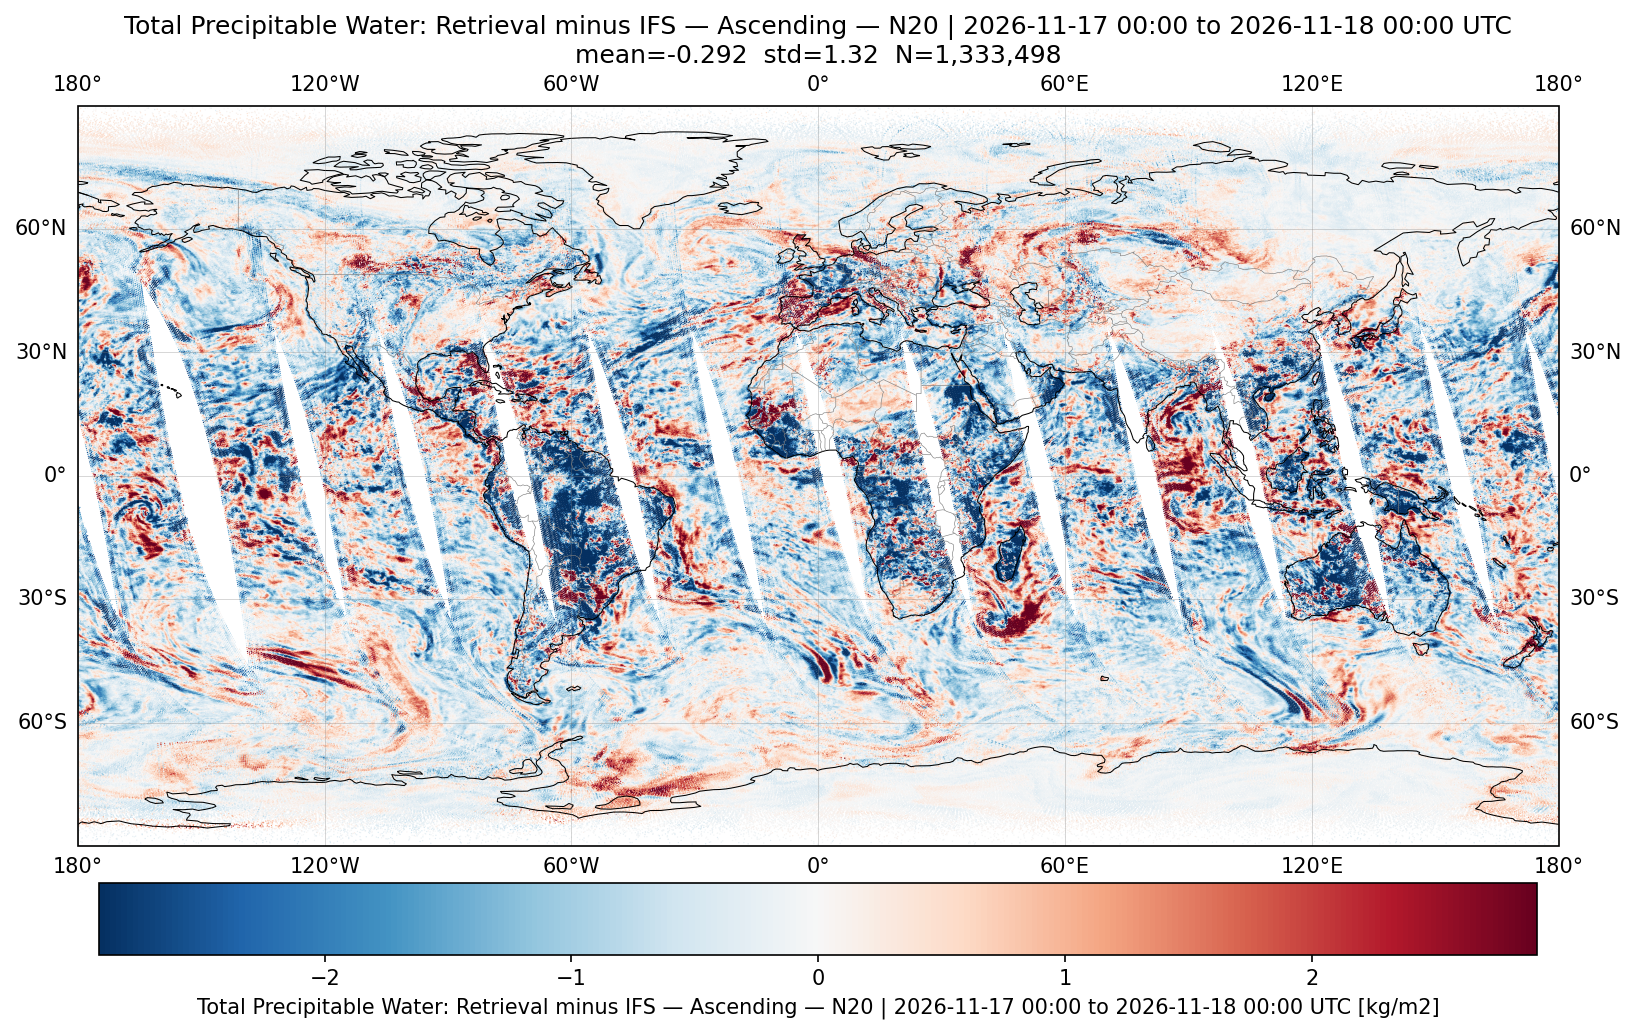 Total Precipitable Water: Retrieval minus IFS — Ascending — N20 | 2026-11-17 00:00 to 2026-11-18 00:00 UTC
mean=-0.292  std=1.32  N=1,333,498
180° 120°W 60°W 0° 60°E 120°E 180°
60°N 60°N
30°N 30°N
0° 0°
30°S 30°S
60°S 60°S
180° 120°W 60°W 0° 60°E 120°E 180°
−2 −1 0 1 2
Total Precipitable Water: Retrieval minus IFS — Ascending — N20 | 2026-11-17 00:00 to 2026-11-18 00:00 UTC [kg/m2]